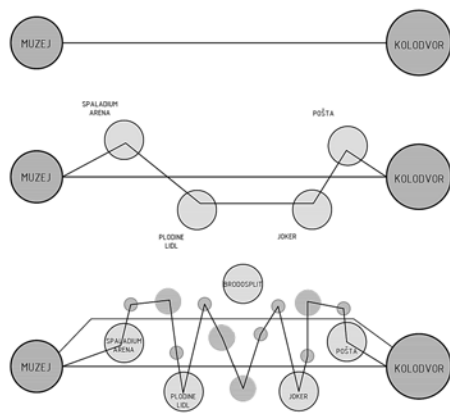 MUZEJ
KOLODVOR
SPALADIUM
ARENA
POŠTA
MUZEJ
KOLODVOR
PLODINE
LIDL
JOKER
BRODOSPLIT
SPALADIUM
ARENA
POŠTA
MUZEJ
KOLODVOR
PLODINE
LIDL
JOKER